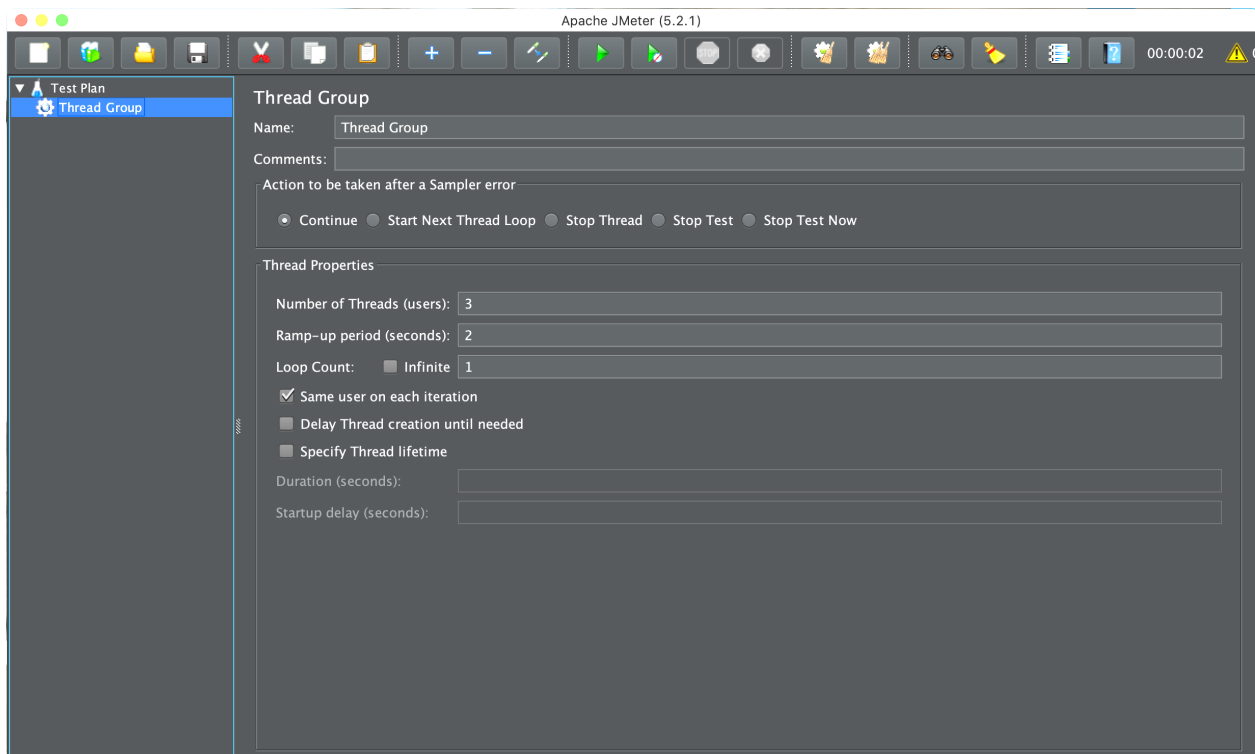 Apache JMeter (5.2.1)
STOP 00:00:02
Test Plan
Thread Group
Thread Group
Name: Thread Group
Comments:
Action to be taken after a Sampler error
Continue Start Next Thread Loop Stop Thread Stop Test Stop Test Now
Thread Properties
Number of Threads (users): 3
Ramp-up period (seconds): 2
Loop Count: Infinite 1
Same user on each iteration
Delay Thread creation until needed
Specify Thread lifetime
Duration (seconds):
Startup delay (seconds):